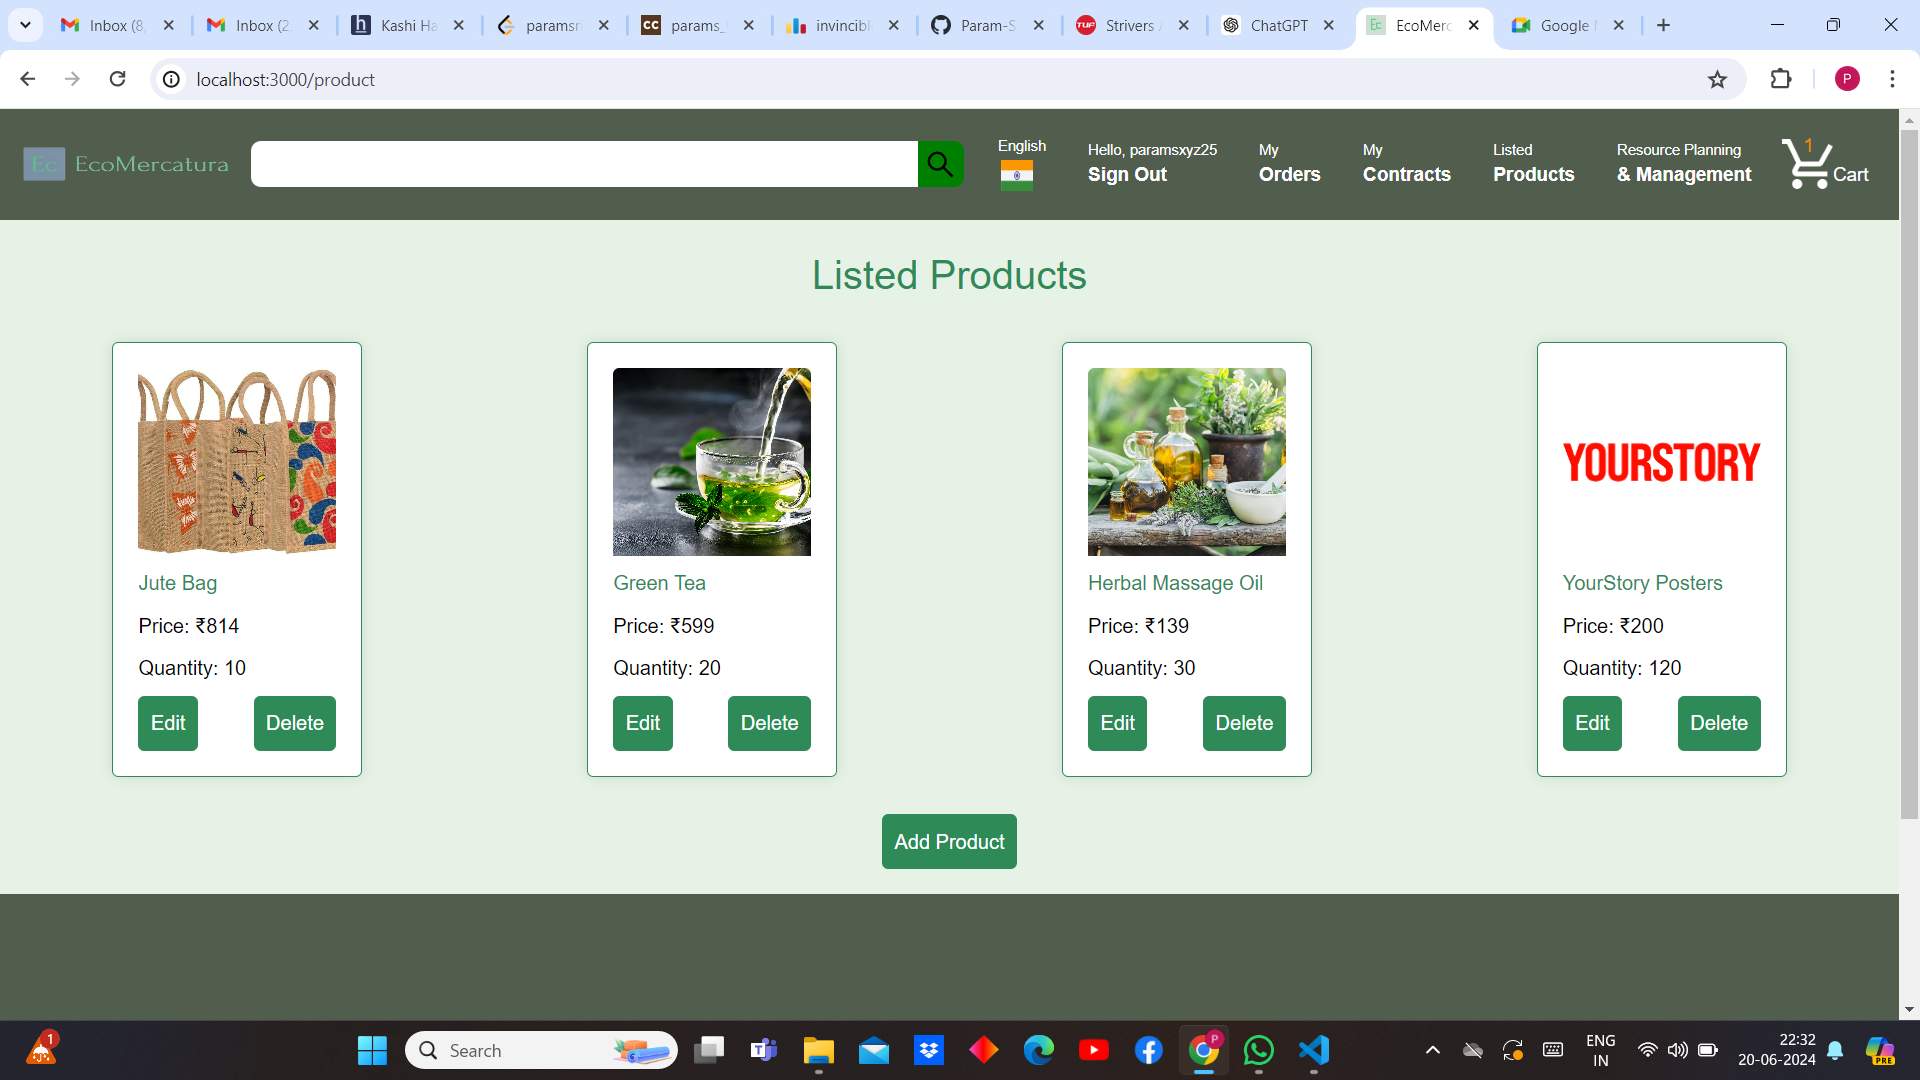 Inbox (8,
Inbox (2
Kashi Ha
paramsri
params_
invincibl
Param-S
Strivers
ChatGPT
EcoMerc
Google
localhost:3000/product
P
Ec EcoMercatura
English
Hello, paramsxyz25
Sign Out
My
Orders
My
Contracts
Listed
Products
Resource Planning
& Management
1
Cart
Listed Products
Jute Bag
Price: ₹814
Quantity: 10
Edit Delete
Green Tea
Price: ₹599
Quantity: 20
Edit Delete
Herbal Massage Oil
Price: ₹139
Quantity: 30
Edit Delete
YOURSTORY
YourStory Posters
Price: ₹200
Quantity: 120
Edit Delete
Add Product
1
Search
ENG
IN
22:32
20-06-2024
PRE